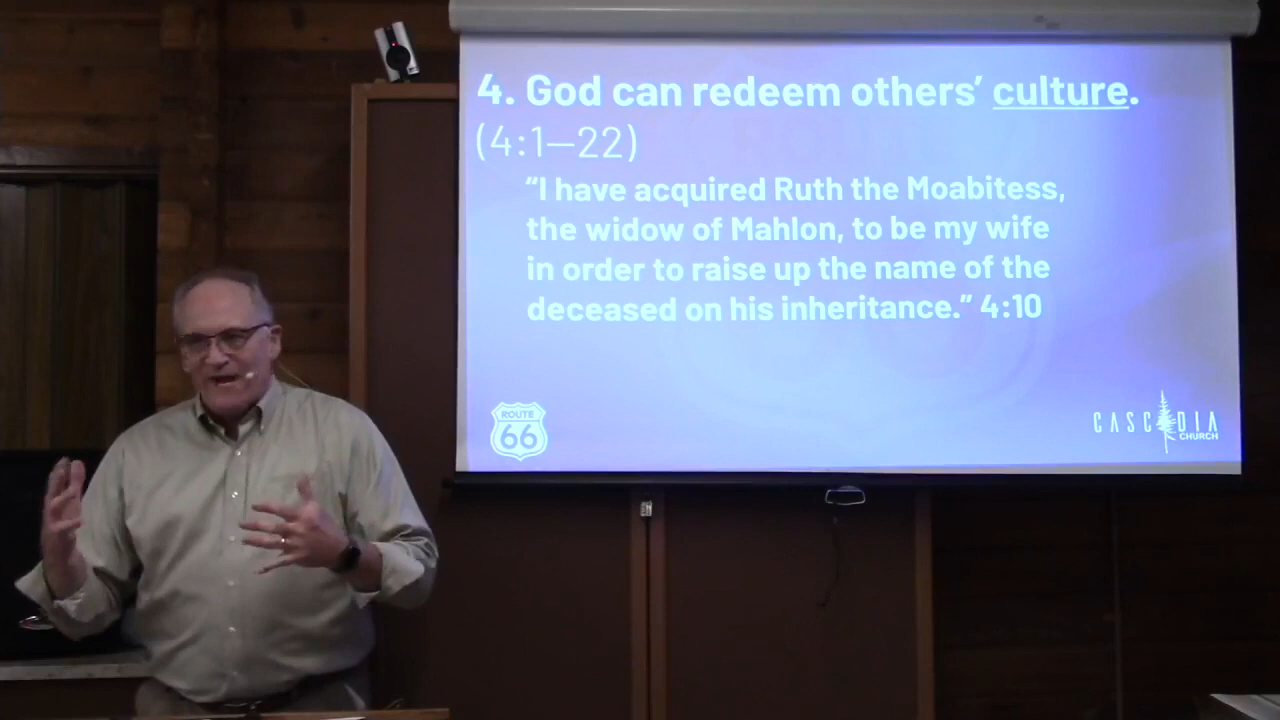 4. God can redeem others’ culture.
(4:1—22)
“I have acquired Ruth the Moabitess,
the widow of Mahlon, to be my wife
in order to raise up the name of the
deceased on his inheritance.” 4:10
ROUTE
66
CASCADIA
CHURCH